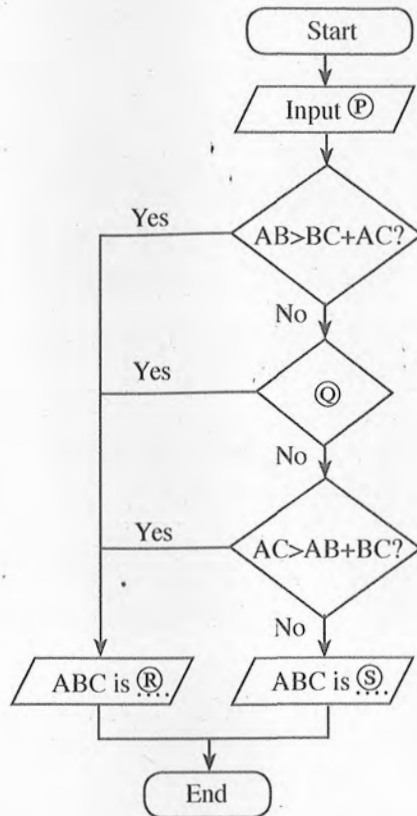 Start
Input Ⓟ
Yes
AB>BC+AC?
No
Yes
Ⓠ
No
Yes
AC>AB+BC?
No
ABC is Ⓡ....
ABC is Ⓢ....
End